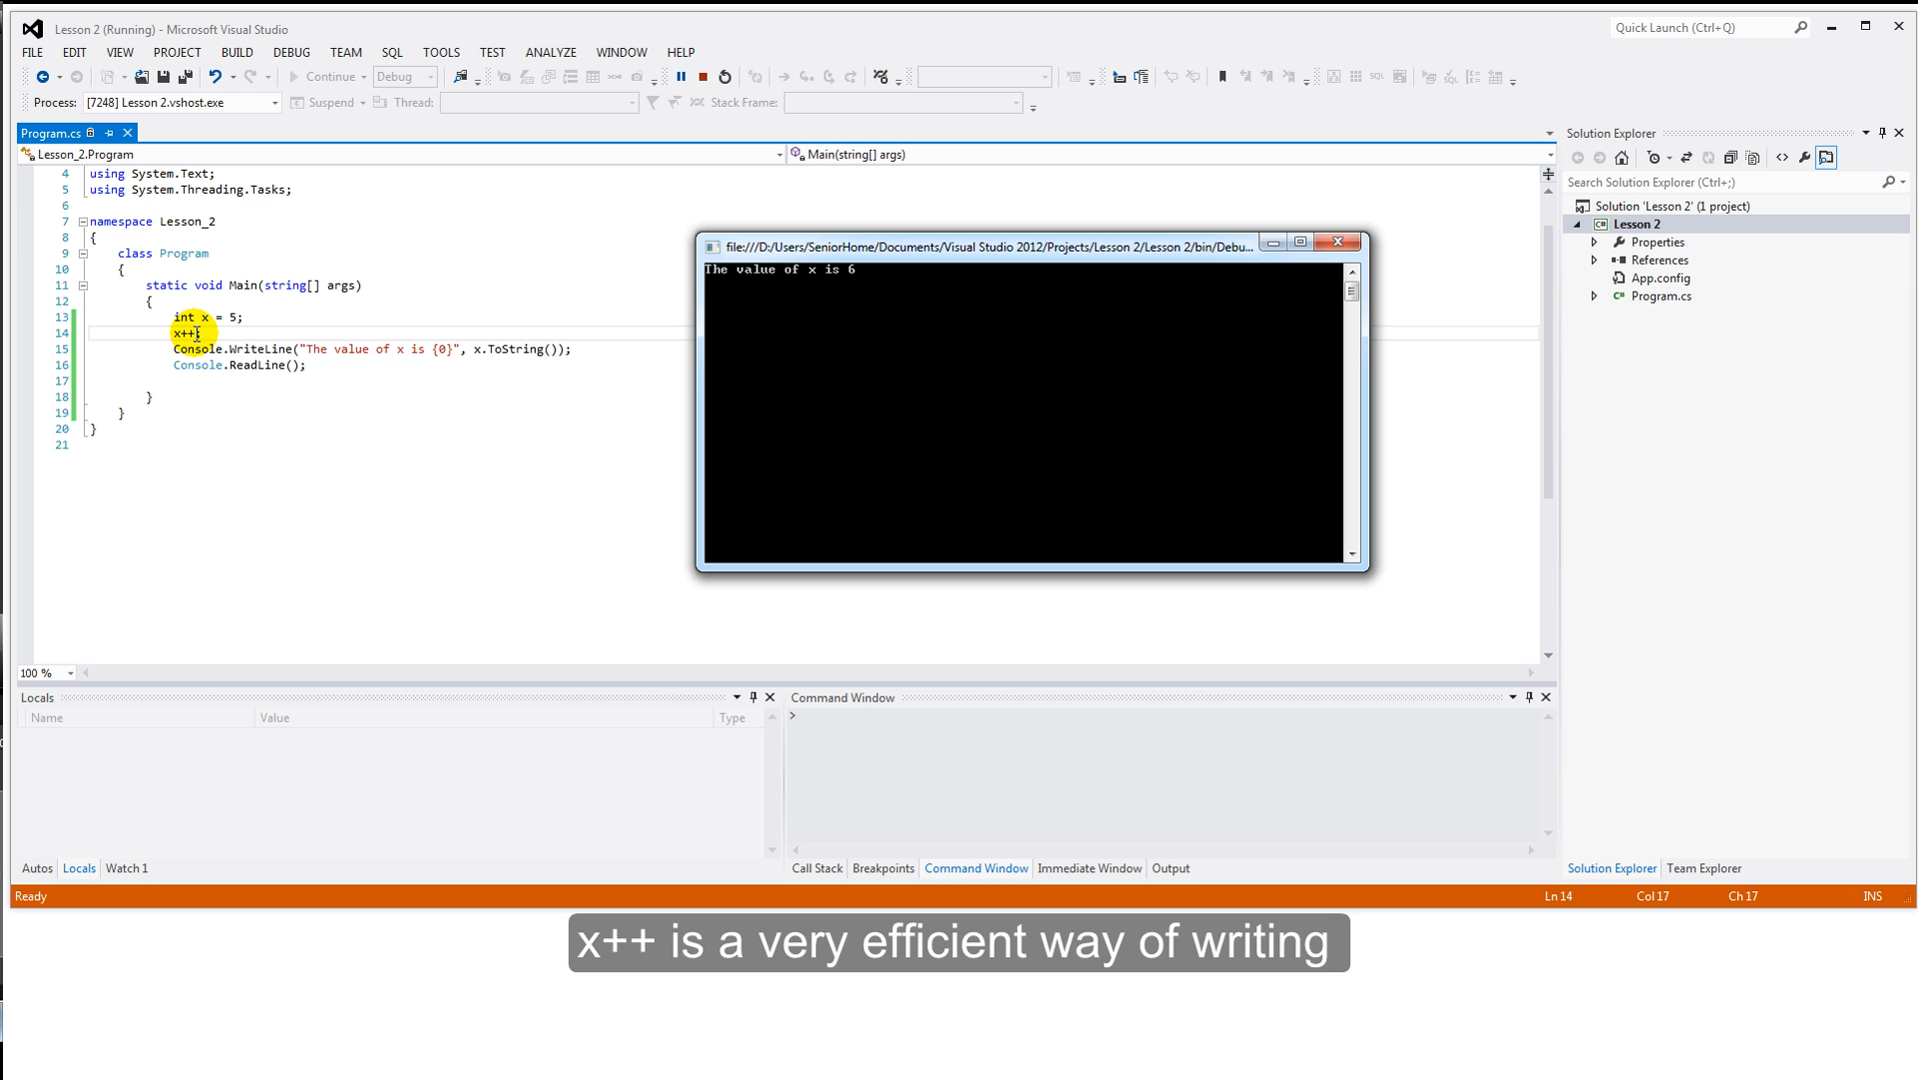 Lesson 2 (Running) - Microsoft Visual Studio
Quick Launch (Ctrl+Q)
FILE EDIT VIEW PROJECT BUILD DEBUG TEAM SQL TOOLS TEST ANALYZE WINDOW HELP
Continue Debug
Process: [7248] Lesson 2.vshost.exe Suspend Thread: Stack Frame:
Program.cs
Lesson_2.Program Main(string[] args)
4 using System.Text;
5 using System.Threading.Tasks;
6
7 namespace Lesson_2
8 {
9 class Program
10 {
11 static void Main(string[] args)
12 {
13 int x = 5;
14 x++;
15 Console.WriteLine("The value of x is {0}", x.ToString());
16 Console.ReadLine();
17
18 }
19 }
20 }
21
file:///D:/Users/SeniorHome/Documents/Visual Studio 2012/Projects/Lesson 2/Lesson 2/bin/Debu...
The value of x is 6
Solution Explorer
Search Solution Explorer (Ctrl+;)
Solution 'Lesson 2' (1 project)
Lesson 2
Properties
References
App.config
Program.cs
100 %
Locals
Name Value Type
Command Window
>
Autos Locals Watch 1
Call Stack Breakpoints Command Window Immediate Window Output
Solution Explorer Team Explorer
Ready Ln 14 Col 17 Ch 17 INS
x++ is a very efficient way of writing